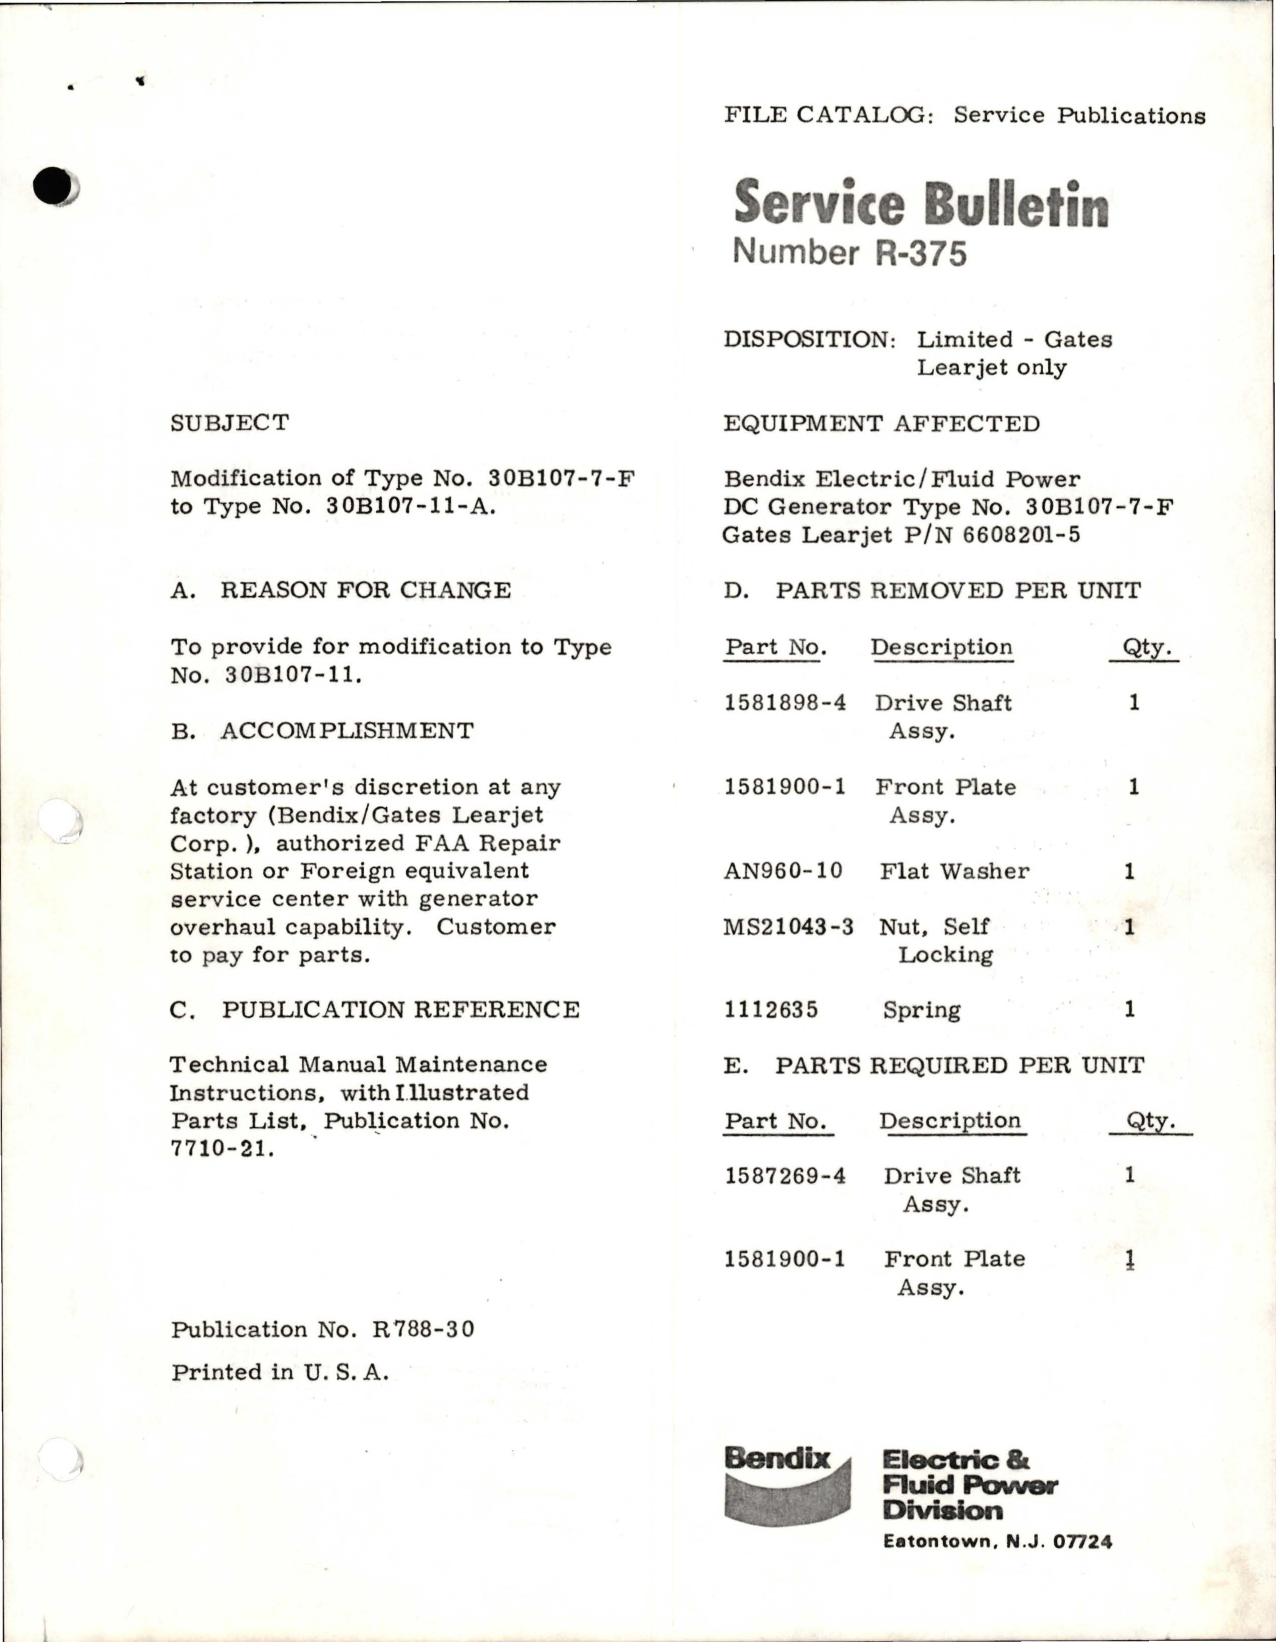 FILE CATALOG: Service Publications
Service Bulletin
Number R-375
DISPOSITION: Limited - Gates
Learjet only
SUBJECT
Modification of Type No. 30B107-7-F
to Type No. 30B107-11-A.
A. REASON FOR CHANGE
To provide for modification to Type
No. 30B107-11.
B. ACCOMPLISHMENT
At customer's discretion at any
factory (Bendix/Gates Learjet
Corp.), authorized FAA Repair
Station or Foreign equivalent
service center with generator
overhaul capability. Customer
to pay for parts.
C. PUBLICATION REFERENCE
Technical Manual Maintenance
Instructions, with Illustrated
Parts List, Publication No.
7710-21.
Publication No. R788-30
Printed in U.S.A.
EQUIPMENT AFFECTED
Bendix Electric/Fluid Power
DC Generator Type No. 30B107-7-F
Gates Learjet P/N 6608201-5
D. PARTS REMOVED PER UNIT
Part No. Description Qty.
1581898-4 Drive Shaft 1
Assy.
1581900-1 Front Plate 1
Assy.
AN960-10 Flat Washer 1
MS21043-3 Nut, Self 1
Locking
1112635 Spring 1
E. PARTS REQUIRED PER UNIT
Part No. Description Qty.
1587269-4 Drive Shaft 1
Assy.
1581900-1 Front Plate 1
Assy.
Bendix
Electric &
Fluid Power
Division
Eatontown, N.J. 07724